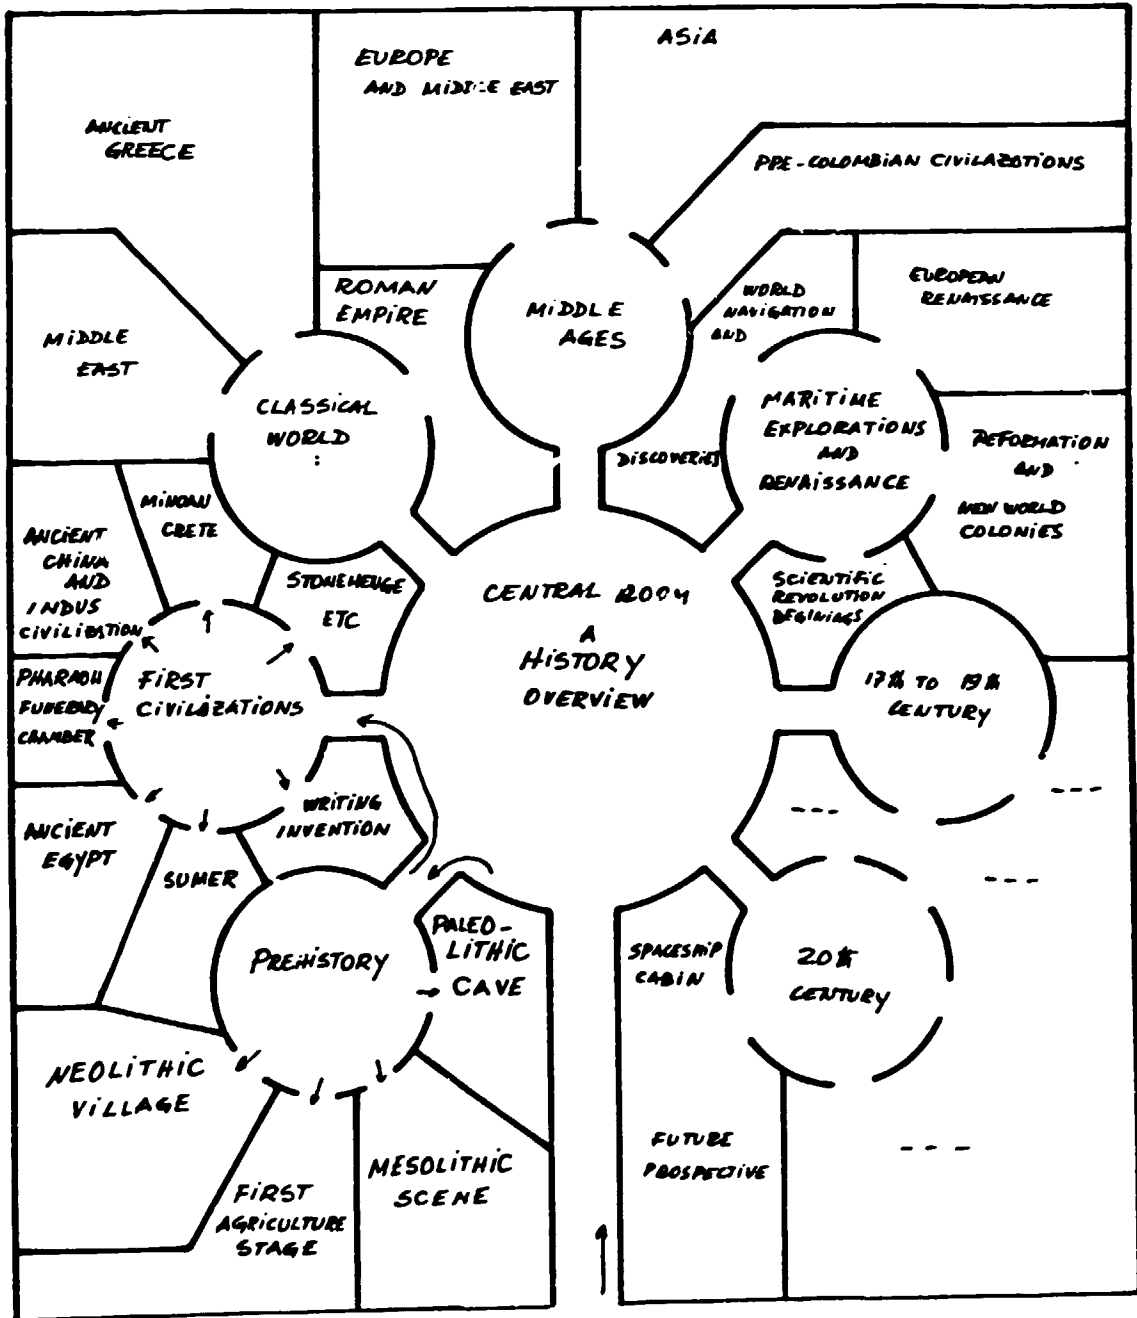 ASIA
EUROPE
AND MIDDLE EAST
ANCIENT
GREECE
PPE-COLOMBIAN CIVILAZATIONS
EUROPEAN
RENAISSANCE
ROMAN
EMPIRE
WORLD
NAVIGATION
AND
DISCOVERIES
MIDDLE
AGES
MIDDLE
EAST
CLASSICAL
WORLD
:
MARITIME
EXPLORATIONS
AND
RENAISSANCE
REFORMATION
AND
NEW WORLD
COLONIES
MINOAN
CRETE
ANCIENT
CHINA
AND
INDUS
CIVILIZATION
STONEHENGE
ETC
CENTRAL ROOM
A
HISTORY
OVERVIEW
SCIENTIFIC
REVOLUTION
BEGININGS
PHARAOH
FUNERARY
CHAMBER
FIRST
CIVILAZATIONS
17th TO 19th
CENTURY
WRITING
INVENTION
---
---
---
ANCIENT
EGYPT
SUMER
PREHISTORY
PALEO-
LITHIC
CAVE
SPACESHIP
CABIN
20th
CENTURY
NEOLITHIC
VILLAGE
FIRST
AGRICULTURE
STAGE
MESOLITHIC
SCENE
FUTURE
PROSPECTIVE
---